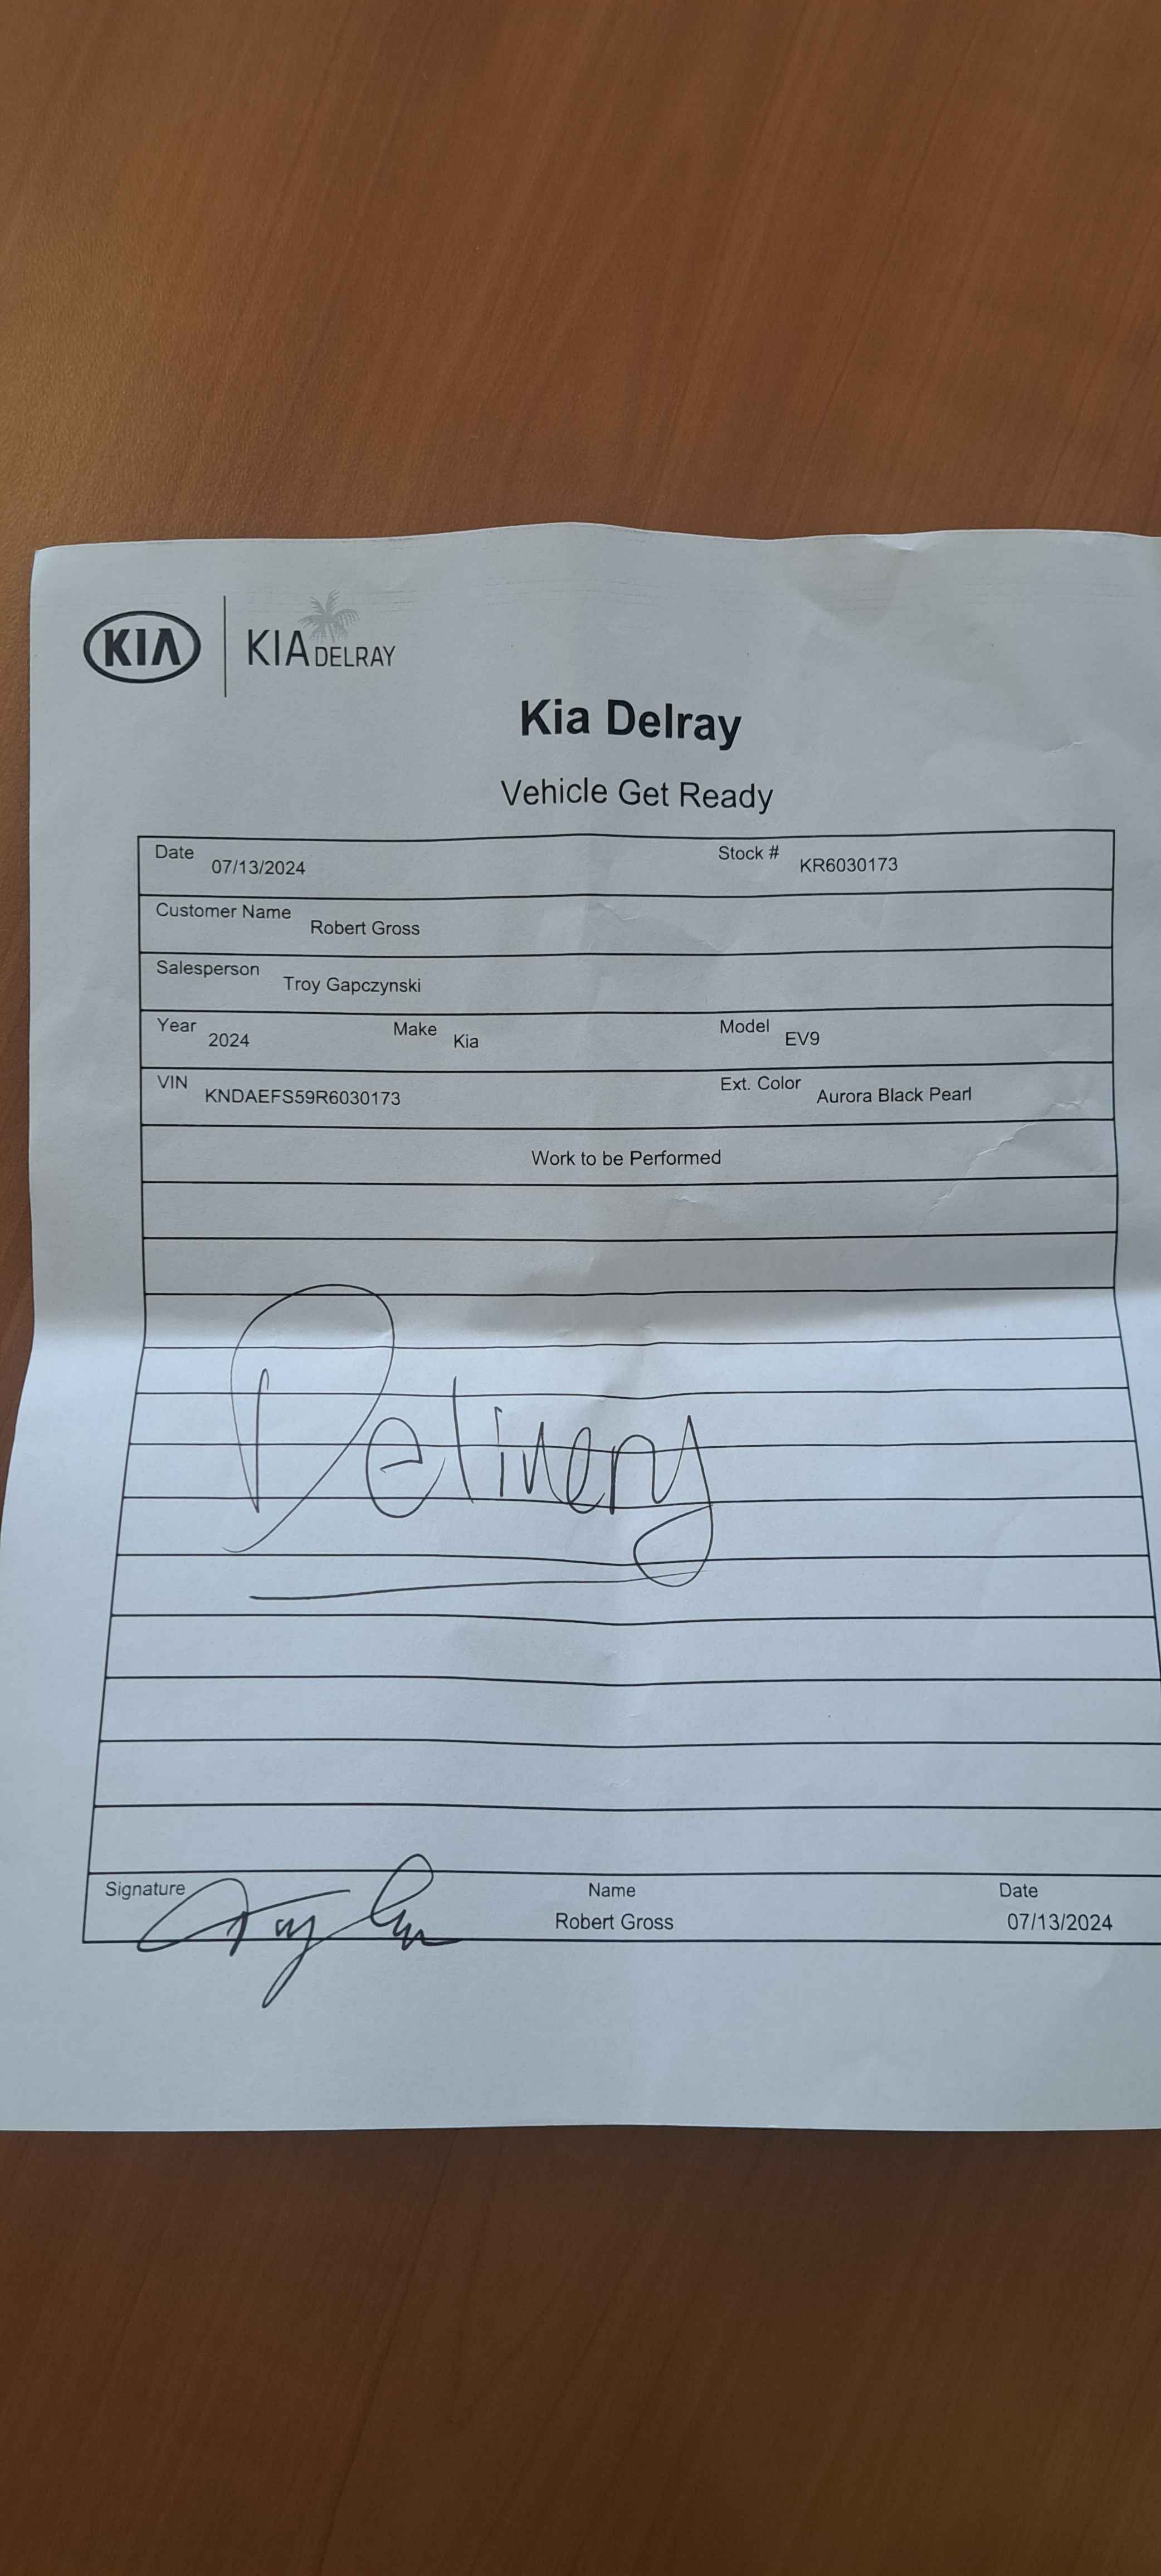 KIA KIA DELRAY
Kia Delray
Vehicle Get Ready
Date 07/13/2024 Stock # KR6030173
Customer Name Robert Gross
Salesperson Troy Gapczynski
Year 2024 Make Kia Model EV9
VIN KNDAEFS59R6030173 Ext. Color Aurora Black Pearl
Work to be Performed
Delivery
Signature Name Date
Robert Gross 07/13/2024